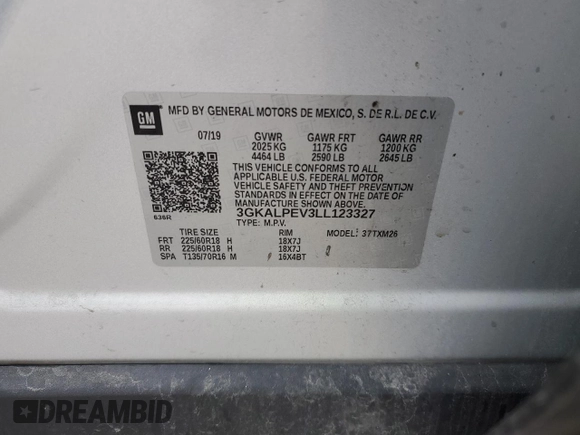 GM
MFD BY GENERAL MOTORS DE MEXICO, S. DE R.L. DE C.V.
07/19 GVWR GAWR FRT GAWR RR
2025 KG 1175 KG 1200 KG
4464 LB 2590 LB 2645 LB
THIS VEHICLE CONFORMS TO ALL
APPLICABLE U.S. FEDERAL MOTOR
VEHICLE SAFETY AND THEFT PREVENTION
STANDARDS IN EFFECT ON THE DATE OF
MANUFACTURE SHOWN ABOVE.
636R
3GKALPEV3LL123327
TYPE: M.P.V.
TIRE SIZE RIM MODEL: 37TXM26
FRT 225/60R18 H 18X7J
RR 225/60R18 H 18X7J
SPA T135/70R16 M 16X4BT
DREAMBID